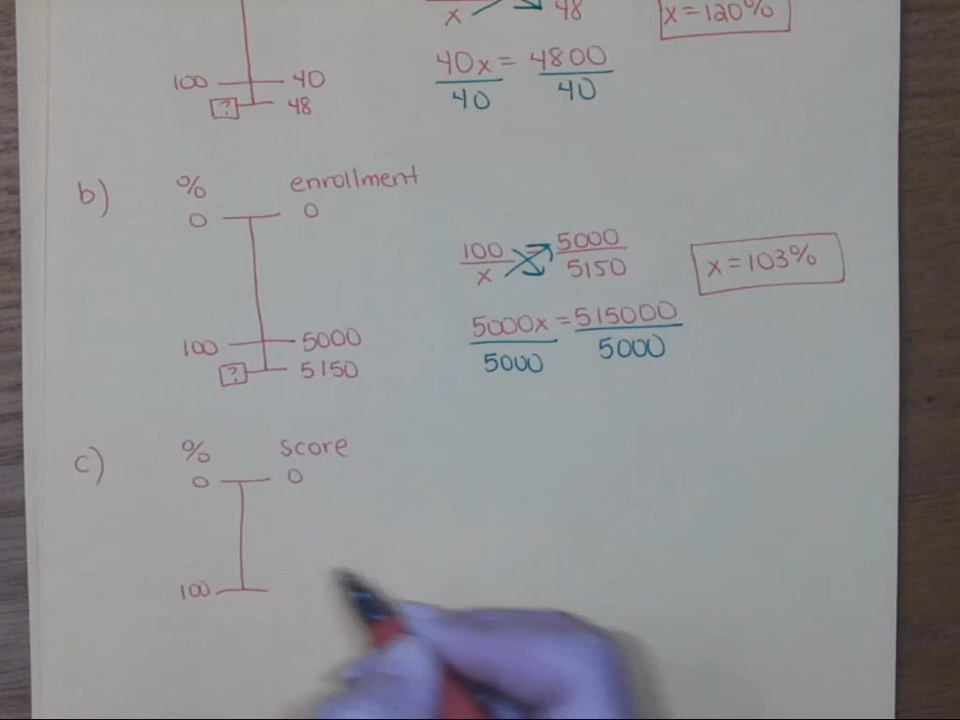 x 48 x=120%
100 40 40x = 4800
? 48 40 40
b) % enrollment
0 0
100 = 5000
x 5150 x=103%
5000x = 515000
100 5000 5000 5000
? 5150
c) % score
0 0
100